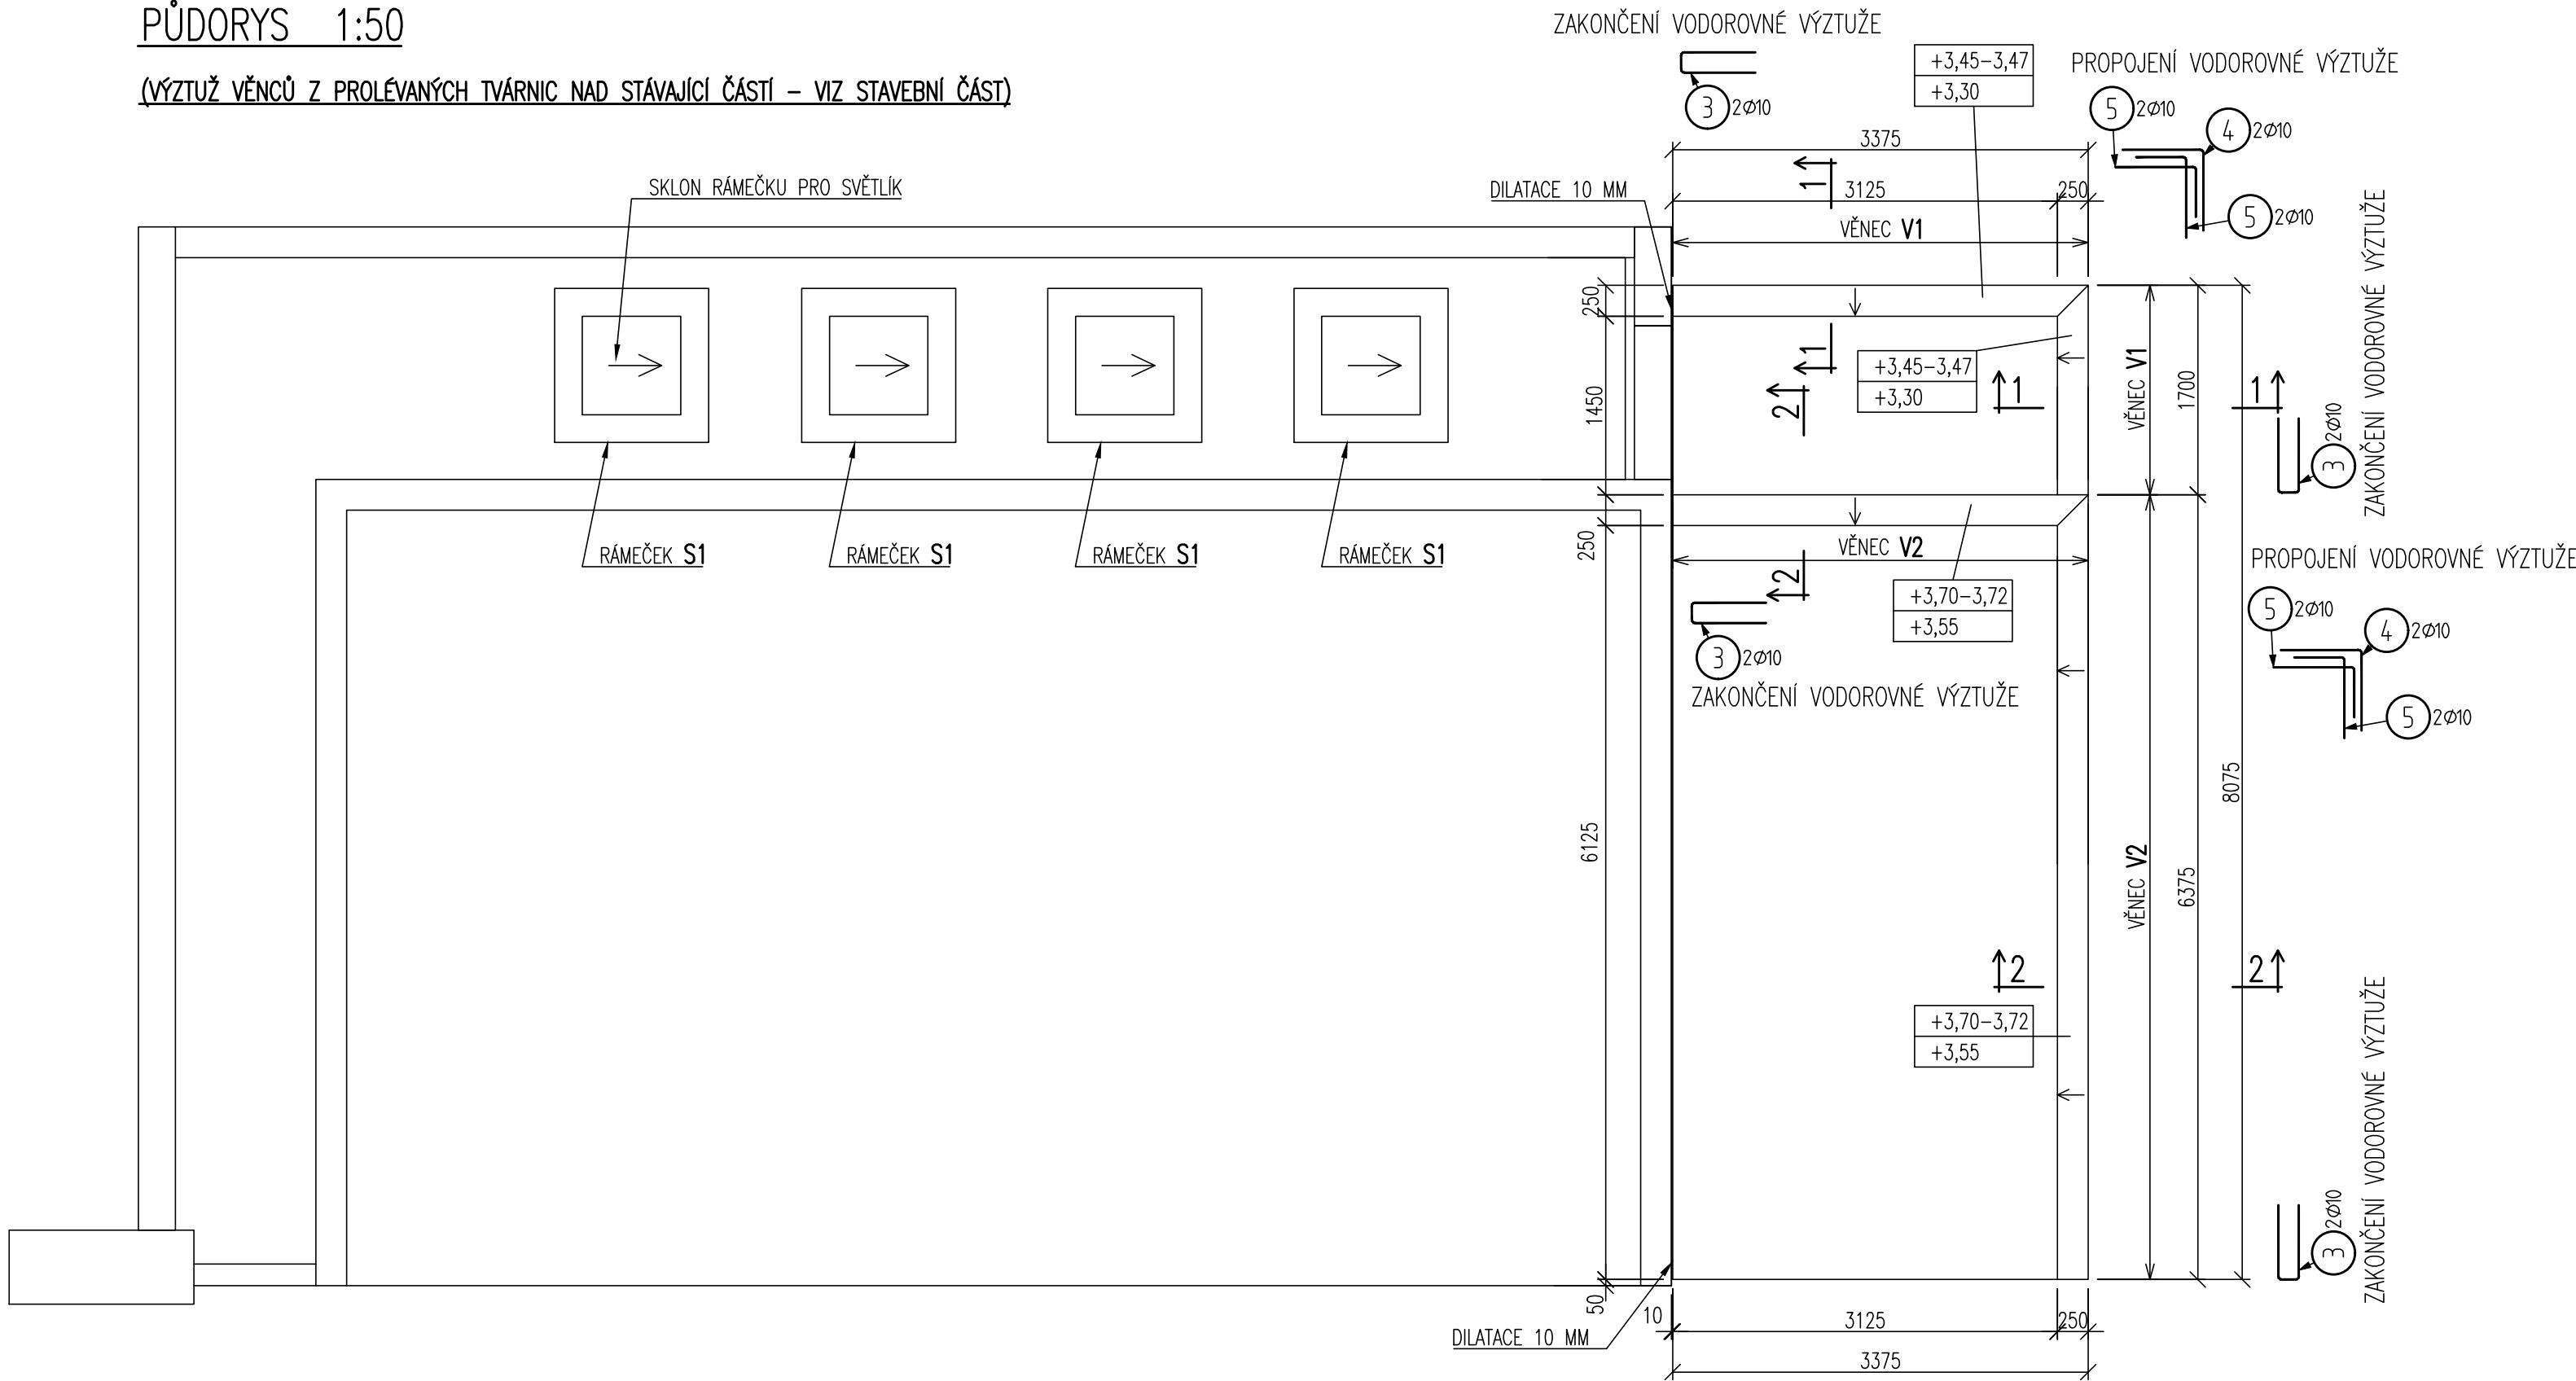 PŮDORYS 1:50
(VÝZTUŽ VĚNCŮ Z PROLÉVANÝCH TVÁRNIC NAD STÁVAJÍCÍ ČÁSTÍ – VIZ STAVEBNÍ ČÁST)
ZAKONČENÍ VODOROVNÉ VÝZTUŽE
3 2Ø10
+3,45–3,47
+3,30
PROPOJENÍ VODOROVNÉ VÝZTUŽE
5 2Ø10
4 2Ø10
5 2Ø10
3375
3125
250
1
VĚNEC V1
DILATACE 10 MM
SKLON RÁMEČKU PRO SVĚTLÍK
ZAKONČENÍ VODOROVNÉ VÝZTUŽE
250
1450
250
6125
50
1
2
+3,45–3,47
+3,30
1
VĚNEC V1
1700
1
3 2Ø10
RÁMEČEK S1
RÁMEČEK S1
RÁMEČEK S1
RÁMEČEK S1
VĚNEC V2
2
+3,70–3,72
+3,55
3 2Ø10
ZAKONČENÍ VODOROVNÉ VÝZTUŽE
PROPOJENÍ VODOROVNÉ VÝZTUŽE
5 2Ø10
4 2Ø10
5 2Ø10
8075
VĚNEC V2
6375
2
2
+3,70–3,72
+3,55
ZAKONČENÍ VODOROVNÉ VÝZTUŽE
3 2Ø10
10
3125
250
DILATACE 10 MM
3375